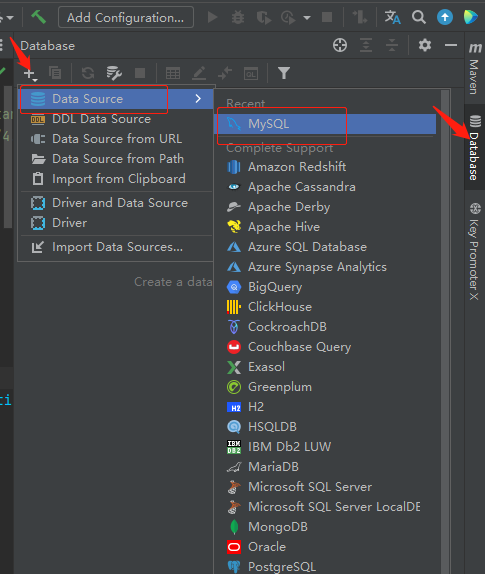 Add Configuration...
Database
Data Source
DDL Data Source
Data Source from URL
Data Source from Path
Import from Clipboard
Driver and Data Source
Driver
Import Data Sources...
Create a data
Recent
MySQL
Complete Support
Amazon Redshift
Apache Cassandra
Apache Derby
Apache Hive
Azure SQL Database
Azure Synapse Analytics
BigQuery
ClickHouse
CockroachDB
Couchbase Query
Exasol
Greenplum
H2
HSQLDB
IBM Db2 LUW
MariaDB
Microsoft SQL Server
Microsoft SQL Server LocalDB
MongoDB
Oracle
PostgreSQL
Maven
Database
Key Promoter X